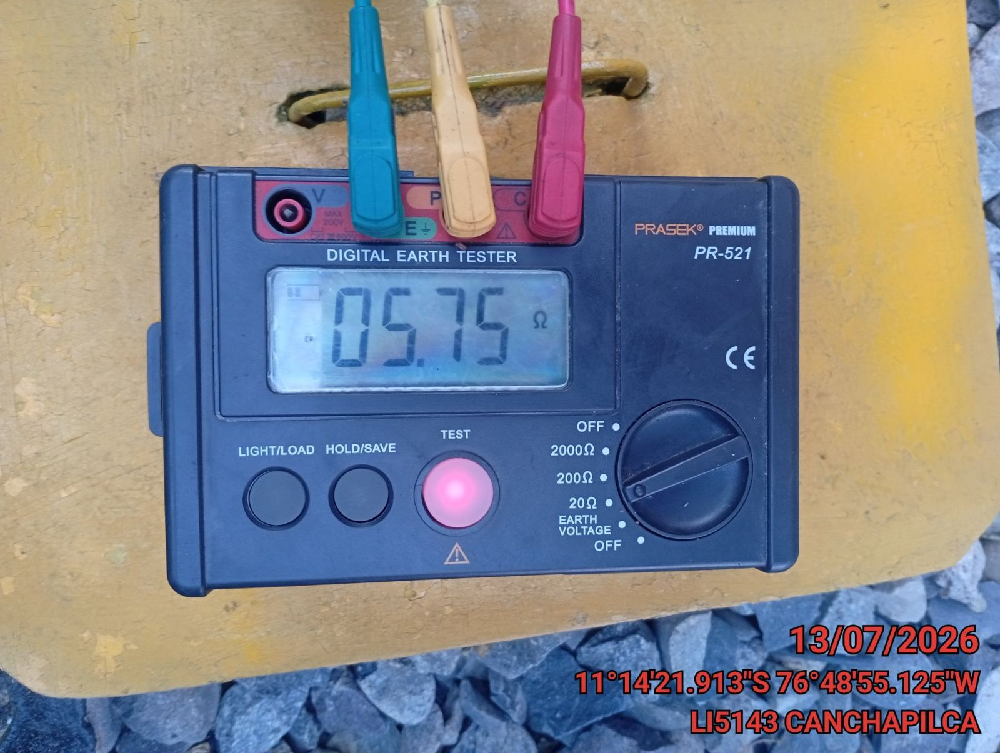 V
P
C
MAX
200V
E
DIGITAL EARTH TESTER
PRASEK® PREMIUM
PR-521
05.75 Ω
CE
LIGHT/LOAD
HOLD/SAVE
TEST
OFF
2000Ω
200Ω
20Ω
EARTH
VOLTAGE
OFF
13/07/2026
11°14'21.913"S 76°48'55.125"W
LI5143 CANCHAPILCA